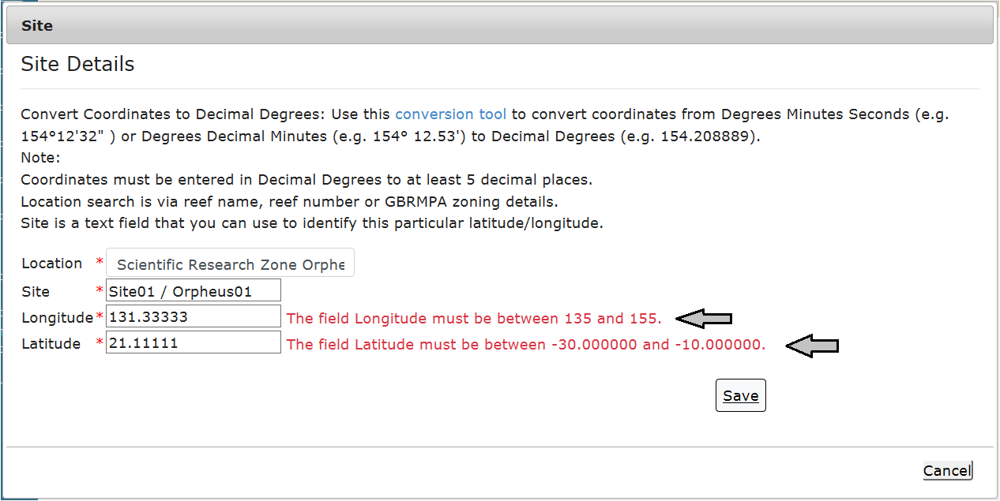 Site
Site Details
Convert Coordinates to Decimal Degrees: Use this conversion tool to convert coordinates from Degrees Minutes Seconds (e.g.
154°12'32" ) or Degrees Decimal Minutes (e.g. 154° 12.53') to Decimal Degrees (e.g. 154.208889).
Note:
Coordinates must be entered in Decimal Degrees to at least 5 decimal places.
Location search is via reef name, reef number or GBRMPA zoning details.
Site is a text field that you can use to identify this particular latitude/longitude.
Location * Scientific Research Zone Orphe
Site * Site01 / Orpheus01
Longitude* 131.33333 The field Longitude must be between 135 and 155.
Latitude * 21.11111 The field Latitude must be between -30.000000 and -10.000000.
Save
Cancel